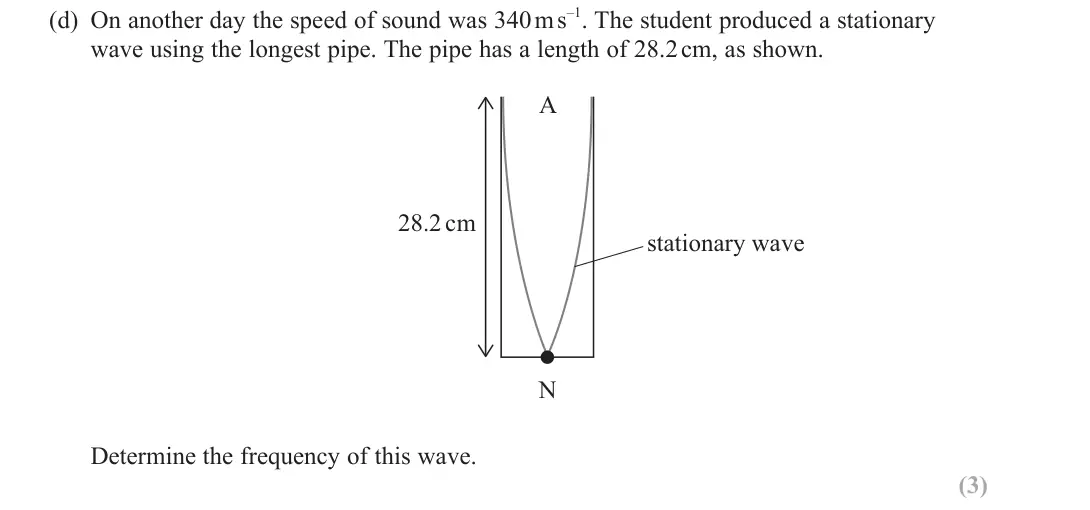 (d) On another day the speed of sound was 340 m s⁻¹. The student produced a stationary
wave using the longest pipe. The pipe has a length of 28.2 cm, as shown.
A
28.2 cm
stationary wave
N
Determine the frequency of this wave.
(3)